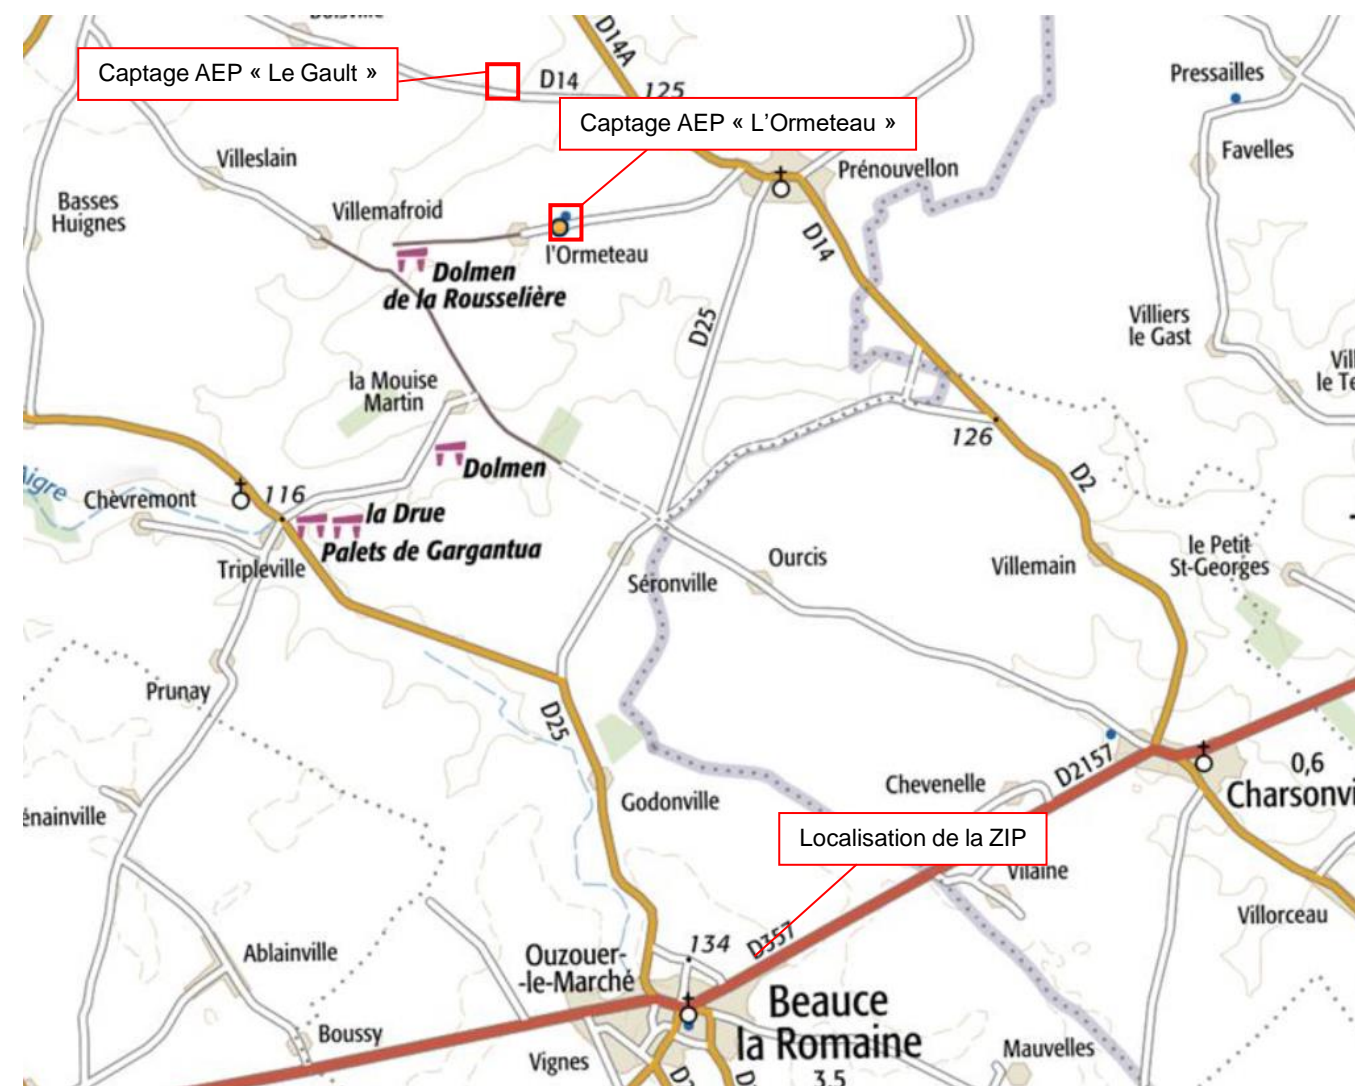 D14A
Captage AEP « Le Gault »
D14
125
Pressailles
Captage AEP « L'Ormeteau »
Favelles
Villeslain
Prénouvellon
Basses
Huignes
Villemafroid
l'Ormeteau
D14
Dolmen
de la Rousselière
D25
Villiers
le Gast
la Mouise
Martin
126
Dolmen
D2
Aigre
Chèvremont
116
la Drue
Palets de Gargantua
Tripleville
Séronville
Ourcis
Villemain
le Petit
St-Georges
Prunay
D25
D2157
0,6
Chevenelle
Godonville
Localisation de la ZIP
Vilaine
Villorceau
Ablainville
Ouzouer-
-le-Marché
134
D357
Beauce
la Romaine
3,5
Boussy
Vignes
Mauvelles